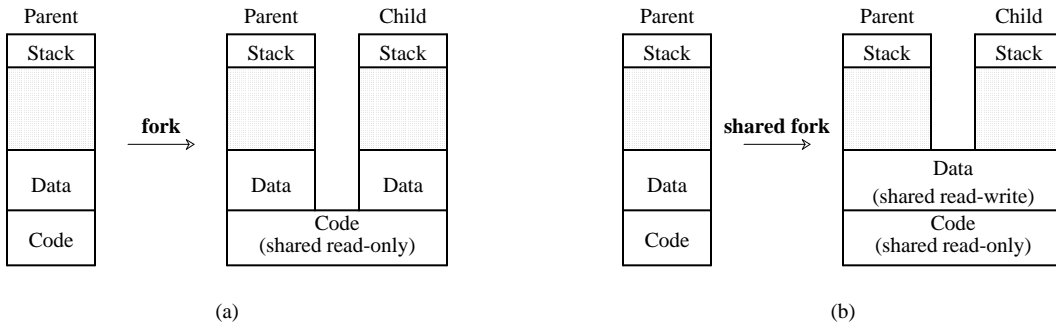 Parent
Parent
Child
Stack
Stack
Stack
fork
Data
Data
Data
Code
Code
(shared read-only)
(a)
Parent
Parent
Child
Stack
Stack
Stack
shared fork
Data
Data
(shared read-write)
Code
Code
(shared read-only)
(b)